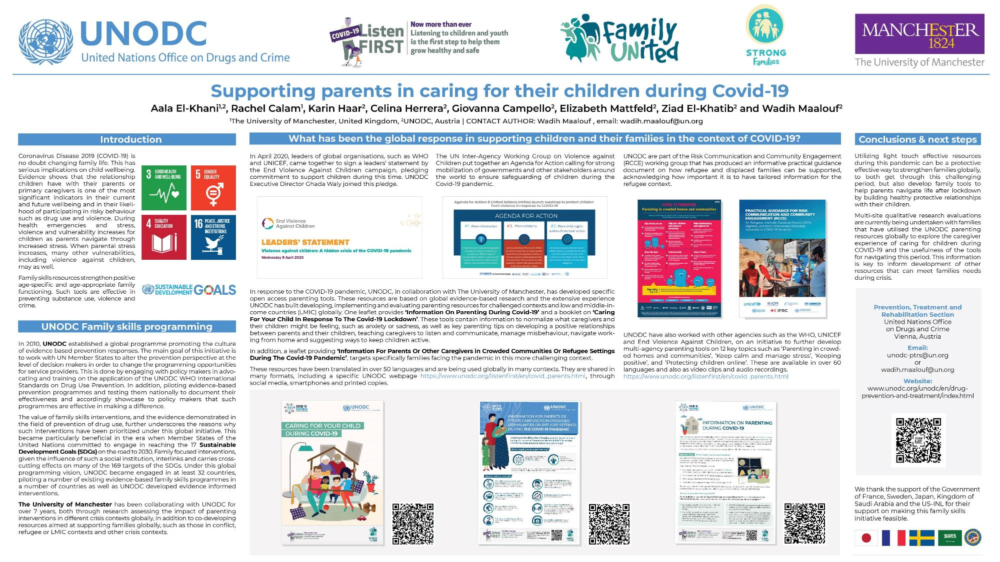 UNODC
United Nations Office on Drugs and Crime
COVID-19
Listen
FIRST
Now more than ever
Listening to children and youth
is the first step to help them
grow healthy and safe
Family
UNited
STRONG
Families
MANCHESTER
1824
The University of Manchester
Supporting parents in caring for their children during Covid-19
Aala El-Khani¹,², Rachel Calam¹, Karin Haar², Celina Herrera², Giovanna Campello², Elizabeth Mattfeld², Ziad El-Khatib² and Wadih Maalouf²
¹The University of Manchester, United Kingdom, ²UNODC, Austria | CONTACT AUTHOR: Wadih Maalouf , email: wadih.maalouf@un.org
Introduction
Coronavirus Disease 2019 (COVID-19) is
no doubt changing family life. This has
serious implications on child wellbeing.
Evidence shows that the relationship
children have with their parents or
primary caregivers is one of the most
significant indicators in their current
and future wellbeing and in their likeli-
hood of participating in risky behaviour
such as drug use and violence. During
health emergencies and stress,
violence and vulnerability increases for
children as parents navigate through
increased stress. When parental stress
increases, many other vulnerabilities,
including violence against children,
may as well.
Family skills resources strengthen positive
age-specific and age-appropriate family
functioning. Such tools are effective in
preventing substance use, violence and
crime.
3 GOOD HEALTH
AND WELL-BEING
5 GENDER
EQUALITY
4 QUALITY
EDUCATION
16 PEACE, JUSTICE
AND STRONG
INSTITUTIONS
SUSTAINABLE
DEVELOPMENT GOALS
UNODC Family skills programming
In 2010, UNODC established a global programme promoting the culture
of evidence based prevention responses. The main goal of this initiative is
to work with UN Member States to alter the prevention perspective at the
level of decision makers in order to change the programming opportunities
for service providers. This is done by engaging with policy makers in advo-
cating and training on the application of the UNODC WHO International
Standards on Drug Use Prevention. In addition, piloting evidence-based
prevention programmes and testing them nationally to document their
effectiveness and accordingly showcase to policy makers that such
programmes are effective in making a difference.
The value of family skills interventions, and the evidence demonstrated in
the field of prevention of drug use, further underscores the reasons why
such interventions have been prioritized under this global initiative. This
became particularly beneficial in the era when Member States of the
United Nations committed to engage in reaching the 17 Sustainable
Development Goals (SDGs) on the road to 2030. Family focused interventions,
given the influence of such a social institution, interlinks and carries cross-
cutting effects on many of the 169 targets of the SDGs. Under this global
programming vision, UNODC became engaged in at least 32 countries,
piloting a number of existing evidence-based family skills programmes in
a number of countries as well as UNODC developed evidence informed
interventions.
The University of Manchester has been collaborating with UNODC for
over 7 years, both through research assessing the impact of parenting
interventions in different crisis contexts globally, in addition to co-developing
resources aimed at supporting families globally, such as those in conflict,
refugee or LMIC contexts and other crisis contexts.
What has been the global response in supporting children and their families in the context of COVID-19?
In April 2020, leaders of global organisations, such as WHO
and UNICEF, came together to sign a leaders' statement by
the End Violence Against Children campaign, pledging
commitment to support children during this time. UNODC
Executive Director Ghada Waly joined this pledge.
The UN Inter-Agency Working Group on Violence against
Children put together an Agenda for Action calling for strong
mobilization of governments and other stakeholders around
the world to ensure safeguarding of children during the
Covid-19 pandemic.
UNODC are part of the Risk Communication and Community Engagement
(RCCE) working group that has produced an informative practical guidance
document on how refugee and displaced families can be supported,
acknowledging how important it is to have tailored information for the
refugee context.
End Violence
Against Children
LEADERS' STATEMENT
Violence against children: A hidden crisis of the COVID-19 pandemic
Wednesday 8 April 2020
Agenda for Action: 8 United Nations entities launch roadmap to protect children
from violence in response to COVID-19
AGENDA FOR ACTION
#1. More information
#2. More solidarity
#3. More child-rights
and multisectoral action
unicef
COVID-19 PARENTING
Parenting in crowded homes and communities
Keep using
Tips 1-6
PRACTICAL GUIDANCE FOR RISK
COMMUNICATION AND COMMUNITY
ENGAGEMENT (RCCE)
for Refugees, Internally Displaced Persons (IDPs),
Migrants, and Host Communities Particularly
Vulnerable to COVID-19 Pandemic
unicef IOM UNHCR
IFRC UNODC
In response to the COVID-19 pandemic, UNODC, in collaboration with The University of Manchester, has developed specific
open access parenting tools. These resources are based on global evidence-based research and the extensive experience
UNODC has built developing, implementing and evaluating parenting resources for challenged contexts and low and middle-in-
come countries (LMIC) globally. One leaflet provides 'Information On Parenting During Covid-19' and a booklet on 'Caring
For Your Child In Response To The Covid-19 Lockdown'. These tools contain information to normalize what caregivers and
their children might be feeling, such as anxiety or sadness, as well as key parenting tips on developing a positive relationships
between parents and their children, teaching caregivers to listen and communicate, manage misbehaviour, navigate work-
ing from home and suggesting ways to keep children active.
In addition, a leaflet providing 'Information For Parents Or Other Caregivers in Crowded Communities Or Refugee Settings
During The Covid-19 Pandemic', targets specifically families facing the pandemic in this more challenging context.
These resources have been translated in over 50 languages and are being used globally in many contexts. They are shared in
many formats, including a specific UNODC webpage https://www.unodc.org/listenfirst/en/covid_parents.html, through
social media, smartphones and printed copies.
UNODC have also worked with other agencies such as the WHO, UNICEF
and End Violence Against Children, on an initiative to further develop
multi-agency parenting tools on 12 key topics such as 'Parenting in crowd-
ed homes and communities', 'Keep calm and manage stress', 'Keeping
positive', and 'Protecting children online'. These are available in over 60
languages and also as video clips and audio recordings.
https://www.unodc.org/listenfirst/en/covid_parents.html
COVID-19
RESPONSE
UNODC
CARING FOR YOUR CHILD
DURING COVID-19
Listen
FIRST
Family
UNited
UNODC
INFORMATION FOR PARENTS OR
OTHER CAREGIVERS IN CROWDED
COMMUNITIES OR REFUGEE SETTINGS
DURING THE COVID-19 PANDEMIC
What might you be experiencing?
Staying healthy and safe!
Listen
FIRST
UNODC
INFORMATION ON PARENTING
DURING COVID-19
ABOUT YOU What might you be experiencing?
Listen
FIRST
Conclusions & next steps
Utilizing light touch effective resources
during this pandemic can be a protective
effective way to strengthen families globally,
to both get through this challenging
period, but also develop family tools to
help parents navigate life after lockdown
by building healthy protective relationships
with their children.
Multi-site qualitative research evaluations
are currently being undertaken with families
that have utilised the UNODC parenting
resources globally to explore the caregiver
experience of caring for children during
COVID-19 and the usefulness of the tools
for navigating this period. This information
is key to inform development of other
resources that can meet families needs
during crisis.
Prevention, Treatment and
Rehabilitation Section
United Nations Office
on Drugs and Crime
Vienna, Austria
Email:
unodc-ptrs@un.org
or
wadih.maalouf@un.org
Website:
www.unodc.org/unodc/en/drug-
prevention-and-treatment/index.html
SCAN
ME
We thank the support of the Government
of France, Sweden, Japan, Kingdom of
Saudi Arabia and the US-INL for their
support on making this family skills
initiative feasible.